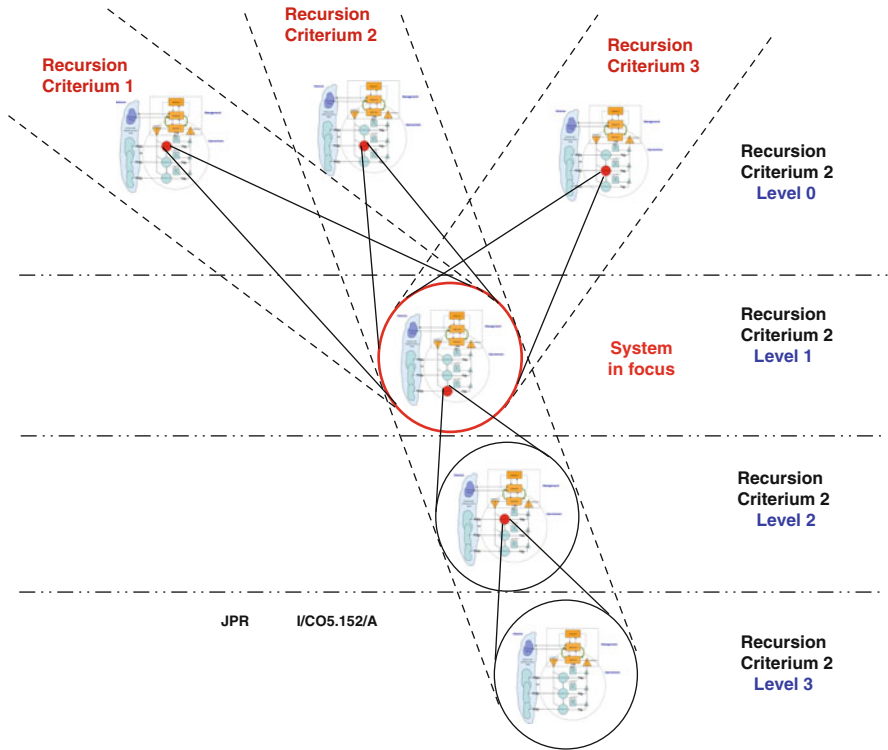 Recursion
Criterium 1
Recursion
Criterium 2
Recursion
Criterium 3
Recursion
Criterium 2
Level 0
System
in focus
Recursion
Criterium 2
Level 1
Recursion
Criterium 2
Level 2
JPR I/CO5.152/A
Recursion
Criterium 2
Level 3